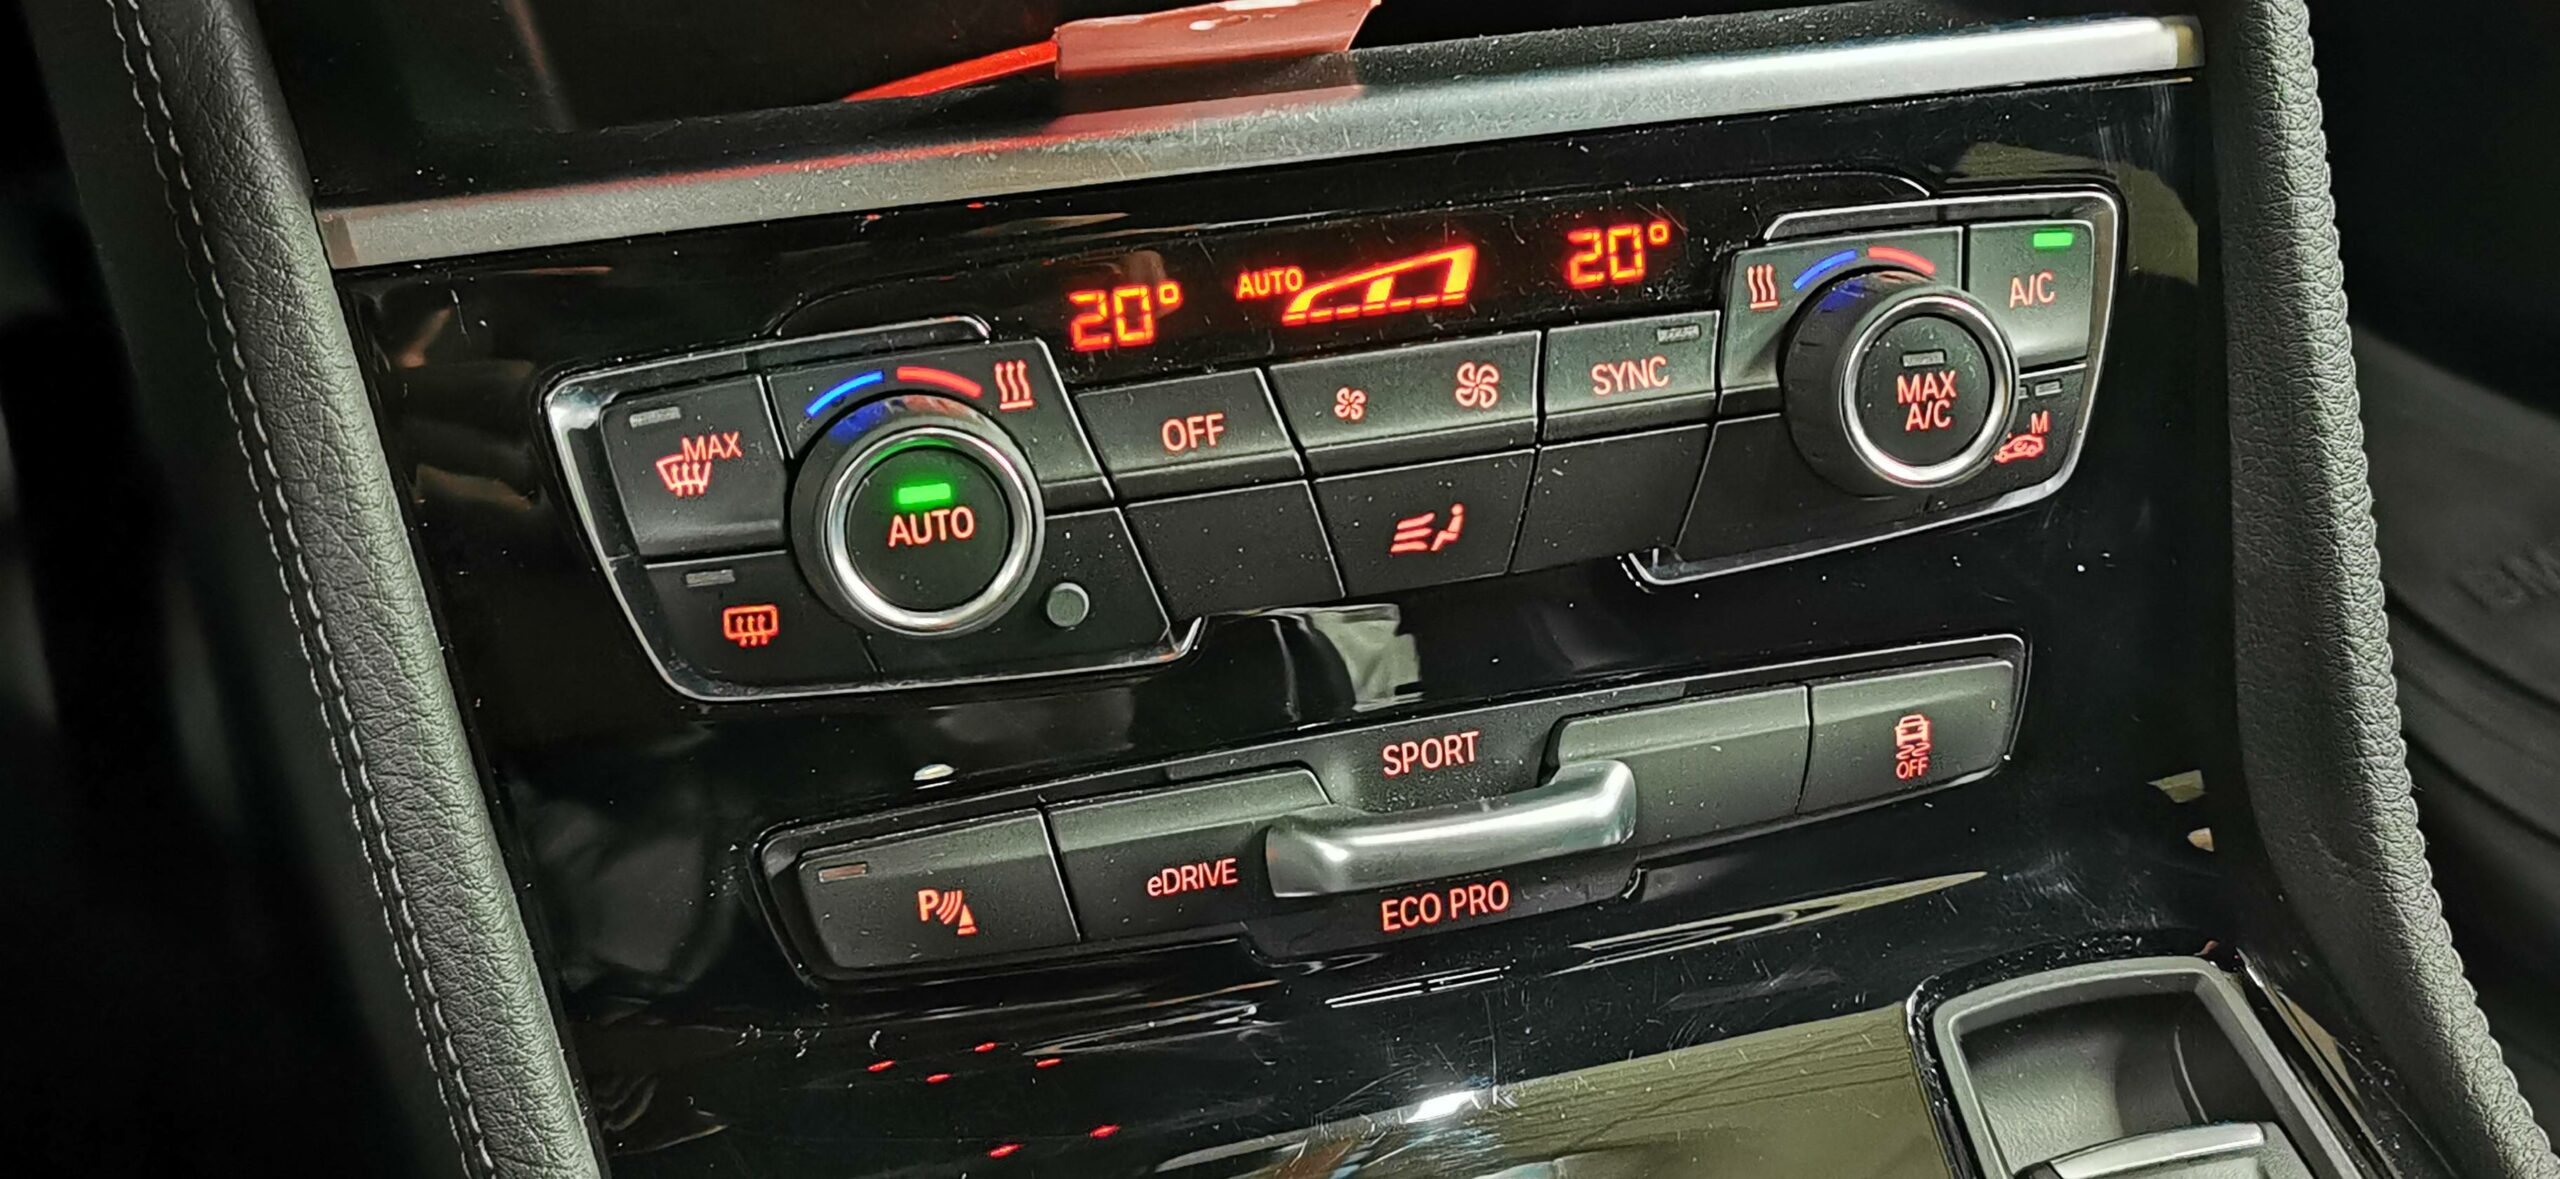 20° AUTO 20°
A/C
MAX
AUTO
OFF
SYNC
MAX
A/C
M
SPORT
OFF
P
eDRIVE
ECO PRO